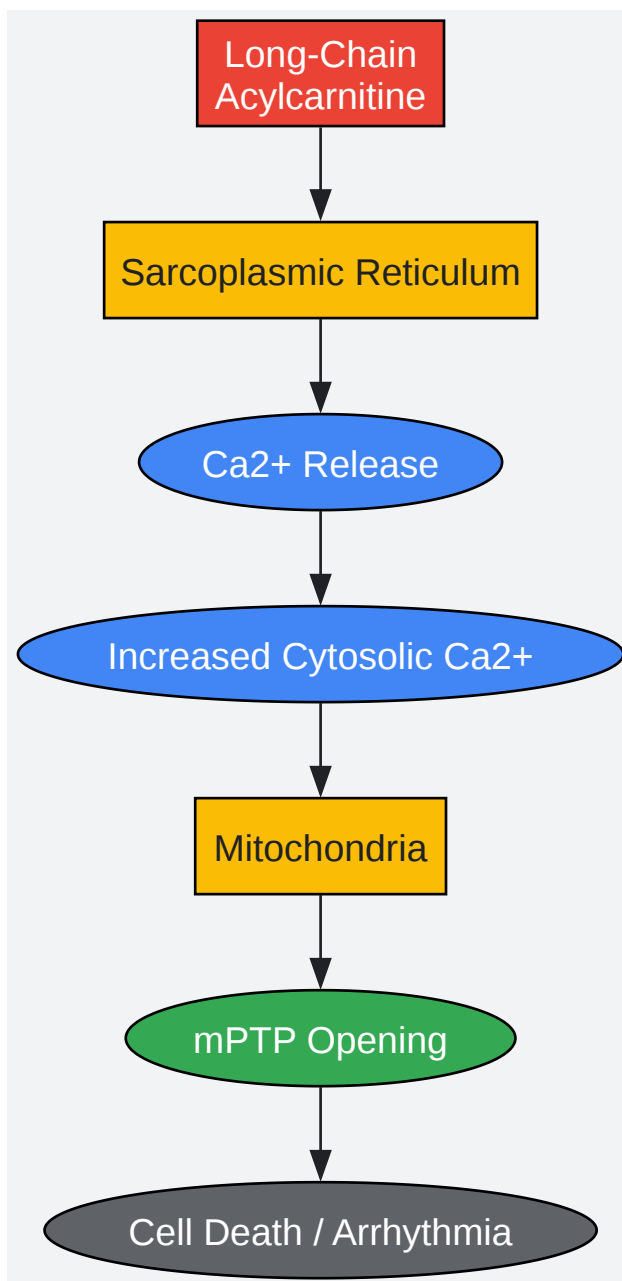 Long-Chain
Acylcarnitine
Sarcoplasmic Reticulum
Ca2+ Release
Increased Cytosolic Ca2+
Mitochondria
mPTP Opening
Cell Death / Arrhythmia